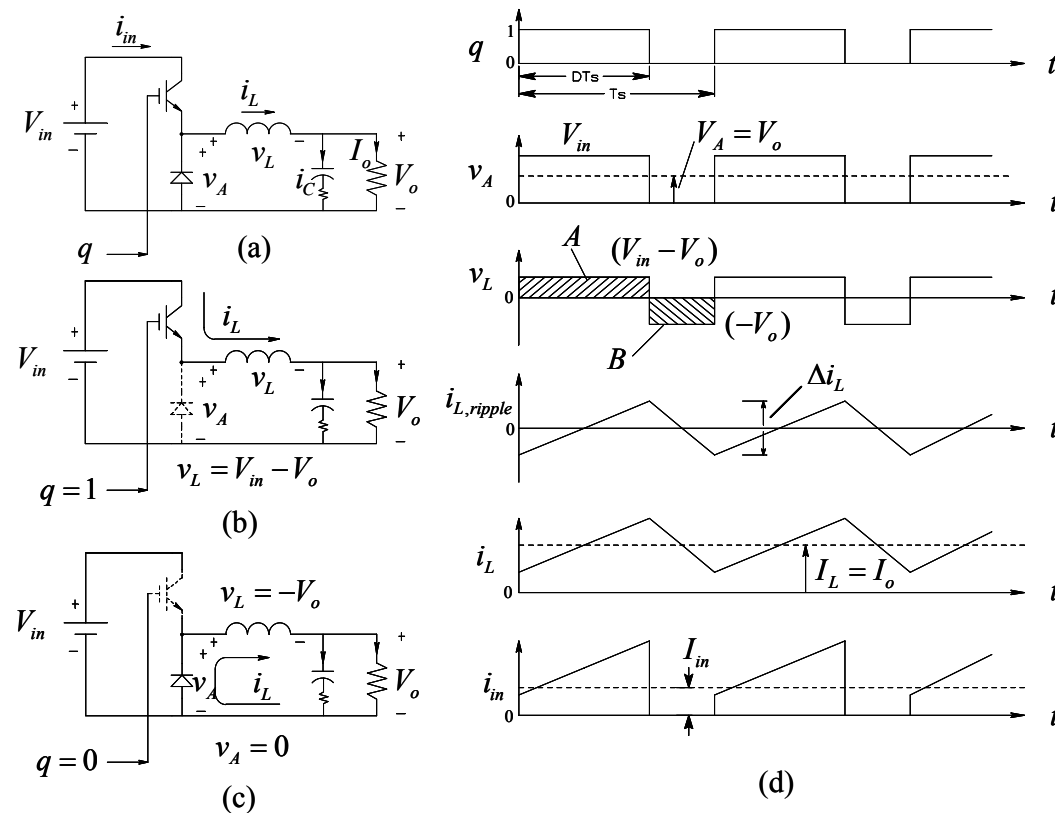 i_in
V_in
+
−
i_L
+ v_L −
+ v_A −
i_C
I_o
+ V_o −
q
(a)
V_in
+
−
i_L
+ v_L −
+ v_A −
+ V_o −
v_L = V_in − V_o
q = 1
(b)
V_in
+
−
v_L = −V_o
+ −
+ v_A −
i_L
+ V_o −
v_A = 0
q = 0
(c)
q
1
0
DTs
Ts
t
v_A
V_in
V_A = V_o
0
t
v_L
A
(V_in − V_o)
0
B
(−V_o)
t
i_L,ripple
0
Δi_L
t
i_L
I_L = I_o
0
t
i_in
I_in
0
t
(d)